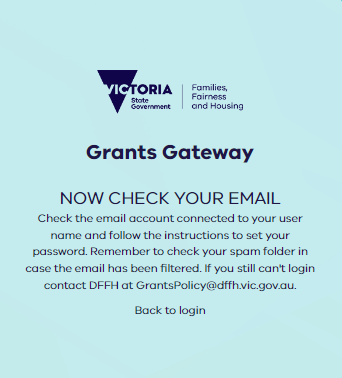 VICTORIA
State
Government
Families,
Fairness
and Housing
Grants Gateway
NOW CHECK YOUR EMAIL
Check the email account connected to your user
name and follow the instructions to set your
password. Remember to check your spam folder in
case the email has been filtered. If you still can't login
contact DFFH at GrantsPolicy@dffh.vic.gov.au.
Back to login